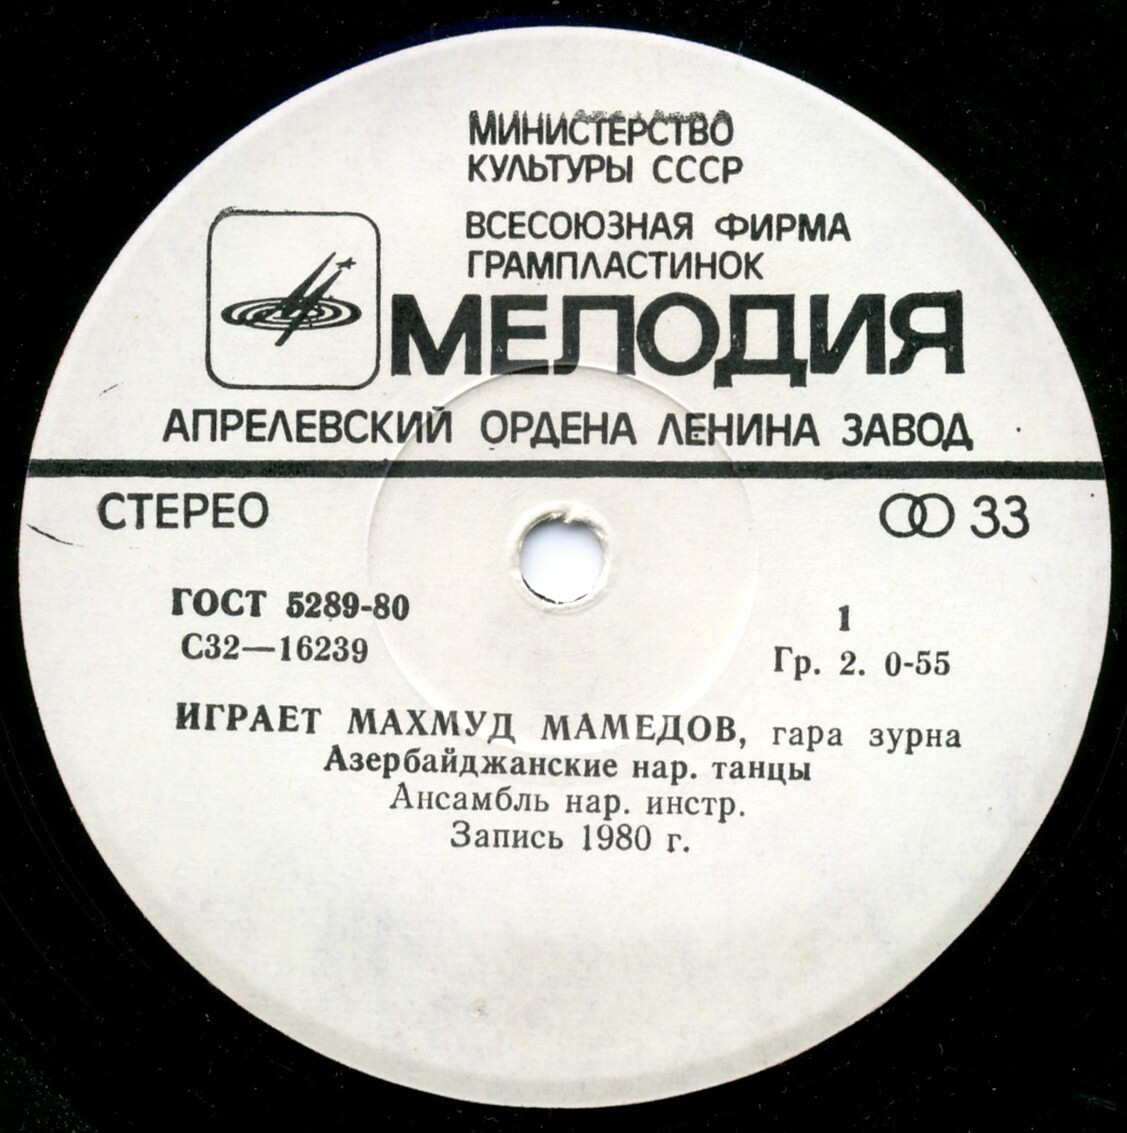 МИНИСТЕРСТВО
КУЛЬТУРЫ СССР
ВСЕСОЮЗНАЯ ФИРМА
ГРАМПЛАСТИНОК
МЕЛОДИЯ
АПРЕЛЕВСКИЙ ОРДЕНА ЛЕНИНА ЗАВОД
СТЕРЕО 33
ГОСТ 5289-80 1
С32—16239 Гр. 2. 0-55
ИГРАЕТ МАХМУД МАМЕДОВ, гара зурна
Азербайджанские нар. танцы
Ансамбль нар. инстр.
Запись 1980 г.